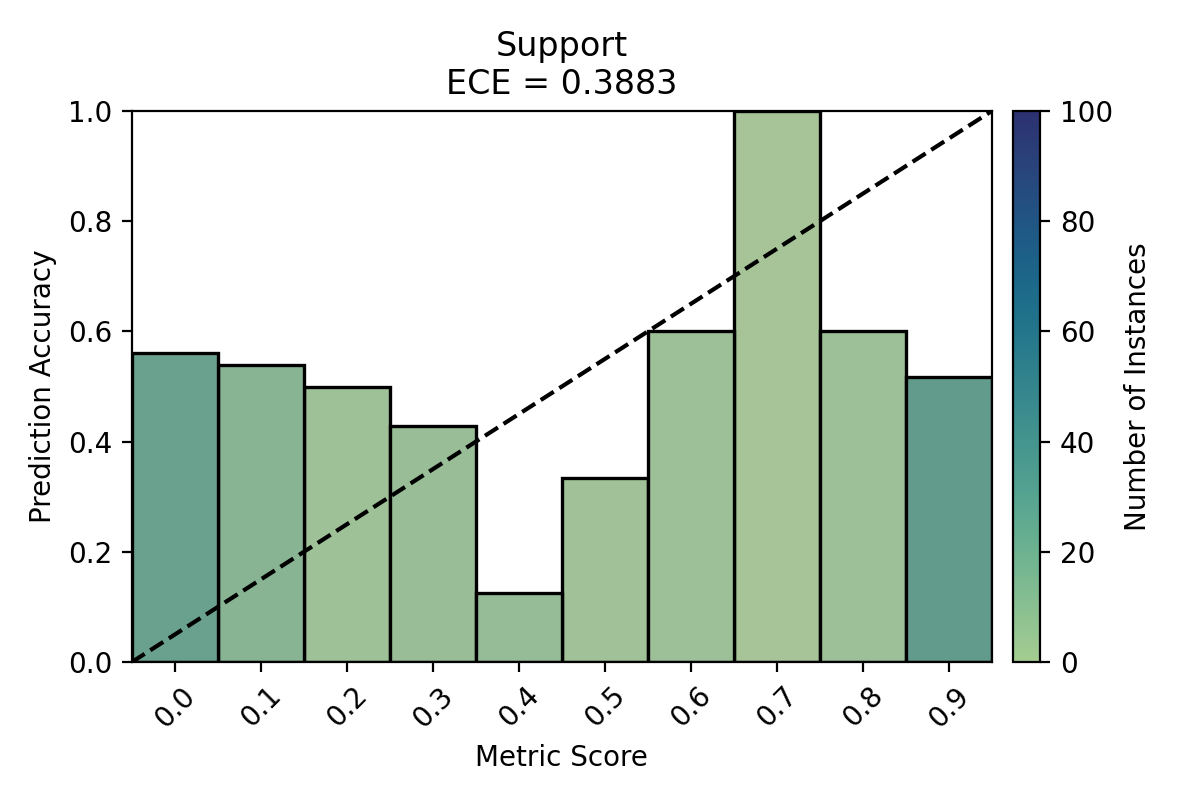 Support
ECE = 0.3883
1.0
0.8
0.6
0.4
0.2
0.0
Prediction Accuracy
0.0 0.1 0.2 0.3 0.4 0.5 0.6 0.7 0.8 0.9
Metric Score
100
80
60
40
20
0
Number of Instances